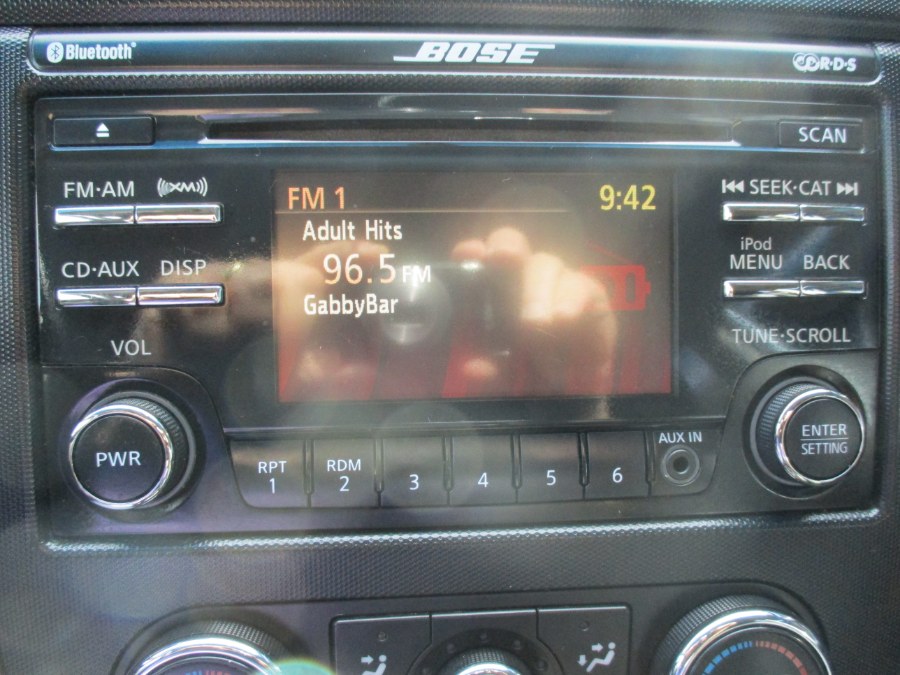 Bluetooth®
BOSE
R·D·S
SCAN
FM·AM
((XM))
SEEK·CAT
FM 1
9:42
Adult Hits
96.5 FM
GabbyBar
CD·AUX
DISP
iPod
MENU
BACK
VOL
TUNE·SCROLL
PWR
RPT
1
RDM
2
3
4
5
6
AUX IN
ENTER
SETTING